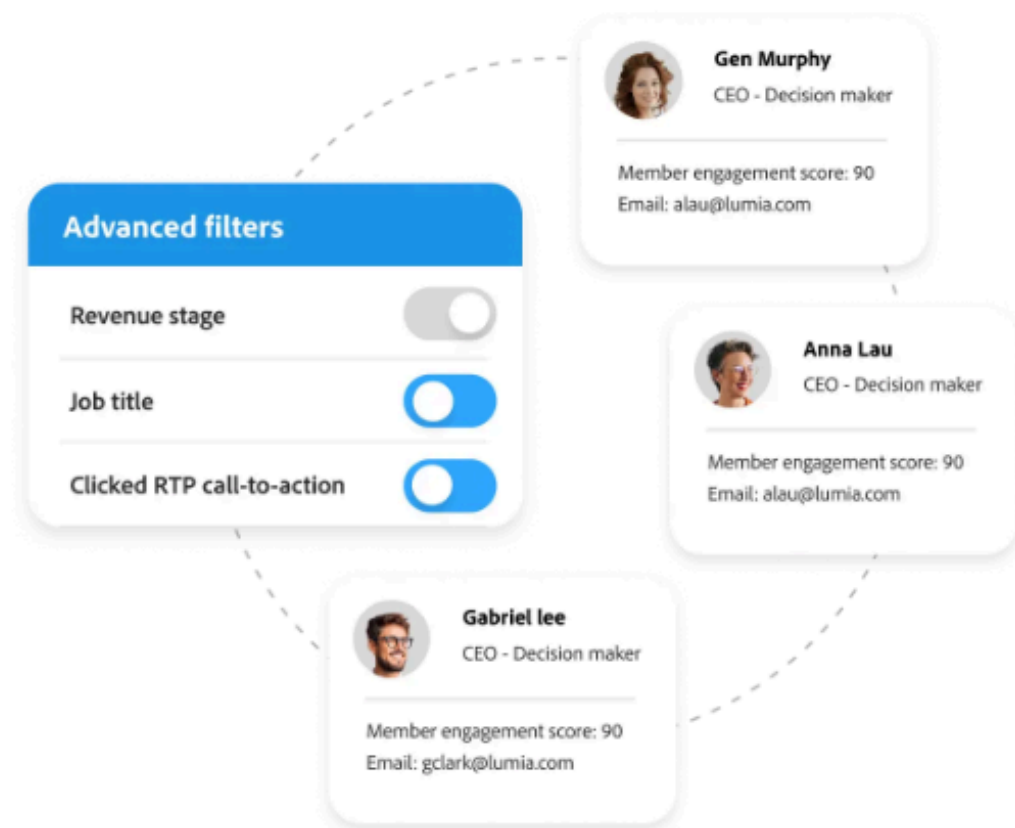 Gen Murphy
CEO - Decision maker
Member engagement score: 90
Email: alau@lumia.com
Advanced filters
Revenue stage
Job title
Clicked RTP call-to-action
Anna Lau
CEO - Decision maker
Member engagement score: 90
Email: alau@lumia.com
Gabriel lee
CEO - Decision maker
Member engagement score: 90
Email: gclark@lumia.com